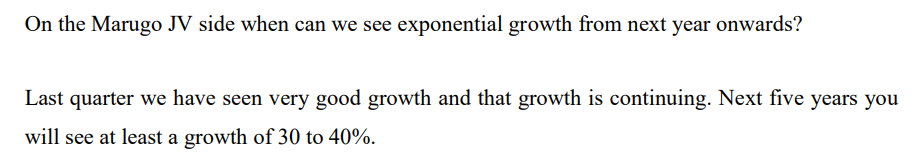 On the Marugo JV side when can we see exponential growth from next year onwards?
Last quarter we have seen very good growth and that growth is continuing. Next five years you
will see at least a growth of 30 to 40%.